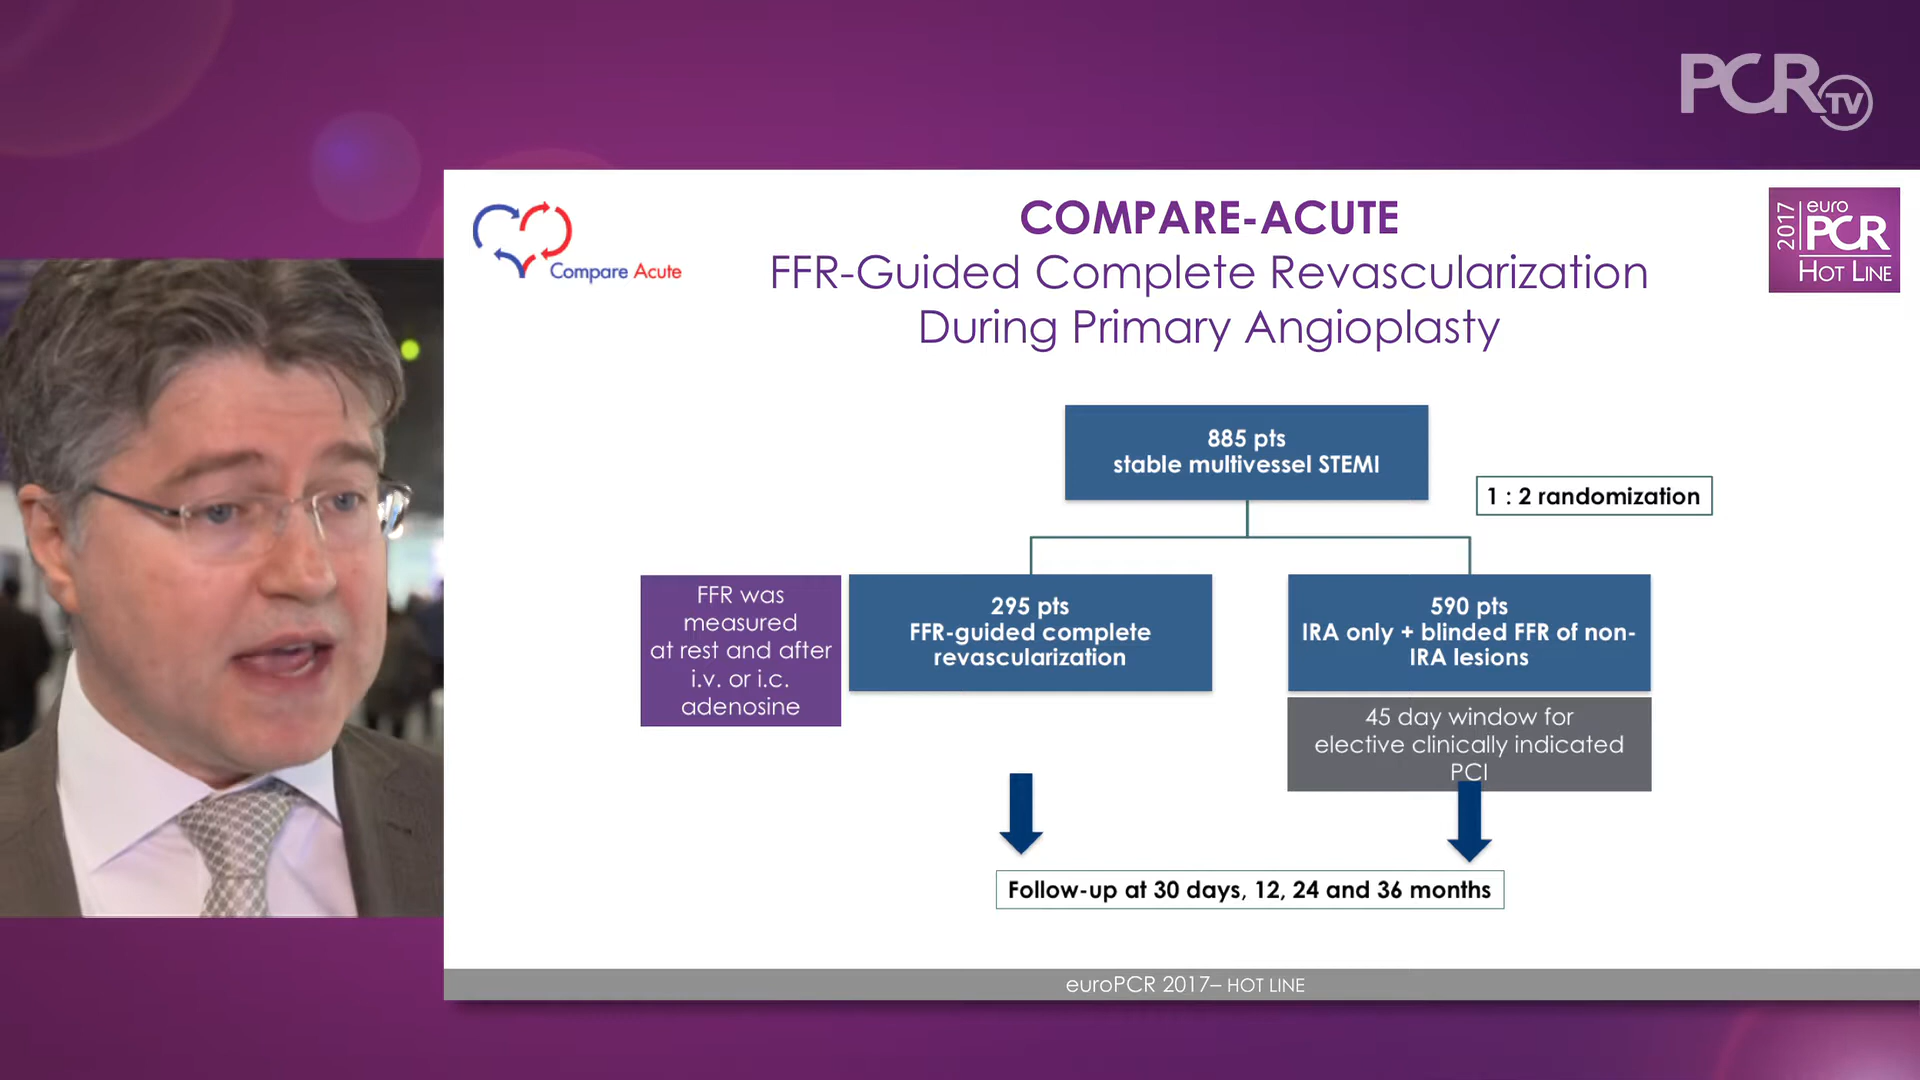 PCR TV
Compare Acute
COMPARE-ACUTE
FFR-Guided Complete Revascularization
During Primary Angioplasty
2017 euro
PCR
HOT LINE
885 pts
stable multivessel STEMI
1 : 2 randomization
FFR was
measured
at rest and after
i.v. or i.c.
adenosine
295 pts
FFR-guided complete
revascularization
590 pts
IRA only + blinded FFR of non-
IRA lesions
45 day window for
elective clinically indicated
PCI
Follow-up at 30 days, 12, 24 and 36 months
euroPCR 2017– HOT LINE